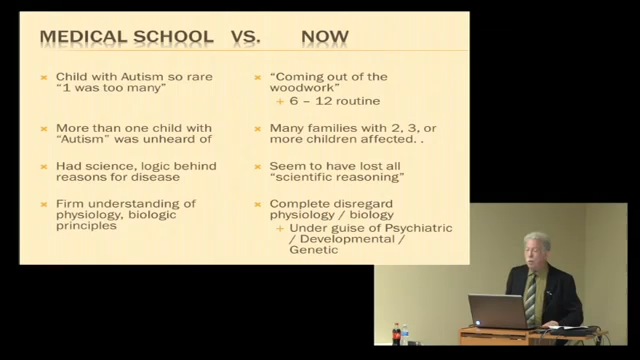 MEDICAL SCHOOL VS. NOW
Child with Autism so rare
"1 was too many"
More than one child with
"Autism" was unheard of
Had science, logic behind
reasons for disease
Firm understanding of
physiology, biologic
principles
"Coming out of the
woodwork"
6 – 12 routine
Many families with 2, 3, or
more children affected. .
Seem to have lost all
"scientific reasoning"
Complete disregard
physiology / biology
Under guise of Psychiatric
/ Developmental /
Genetic